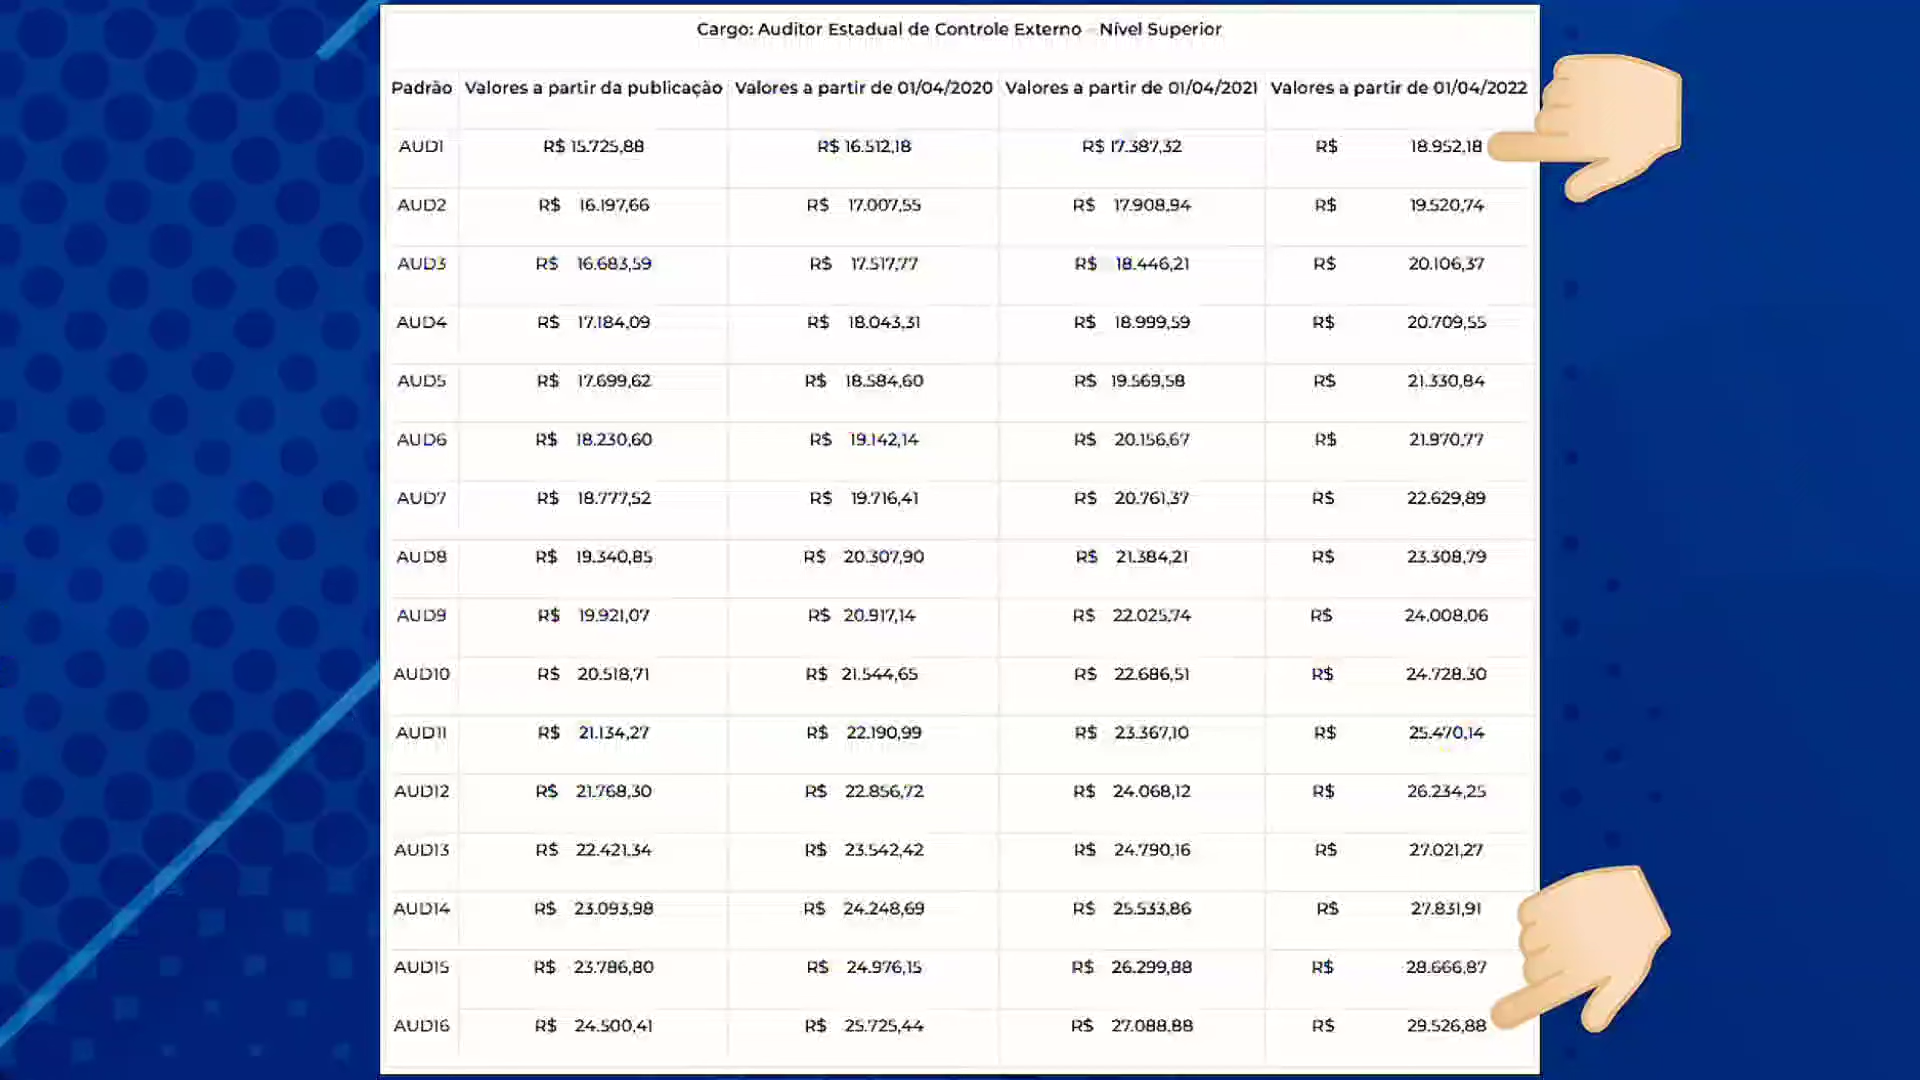 Cargo: Auditor Estadual de Controle Externo - Nível Superior
Padrão Valores a partir da publicação Valores a partir de 01/04/2020 Valores a partir de 01/04/2021 Valores a partir de 01/04/2022
AUD1 R$ 15.725,88 R$ 16.512,18 R$ 17.387,32 R$ 18.952,18
AUD2 R$ 16.197,66 R$ 17.007,55 R$ 17.908,94 R$ 19.520,74
AUD3 R$ 16.683,59 R$ 17.517,77 R$ 18.446,21 R$ 20.106,37
AUD4 R$ 17.184,09 R$ 18.043,31 R$ 18.999,59 R$ 20.709,55
AUD5 R$ 17.699,62 R$ 18.584,60 R$ 19.569,58 R$ 21.330,84
AUD6 R$ 18.230,60 R$ 19.142,14 R$ 20.156,67 R$ 21.970,77
AUD7 R$ 18.777,52 R$ 19.716,41 R$ 20.761,37 R$ 22.629,89
AUD8 R$ 19.340,85 R$ 20.307,90 R$ 21.384,21 R$ 23.308,79
AUD9 R$ 19.921,07 R$ 20.917,14 R$ 22.025,74 R$ 24.008,06
AUD10 R$ 20.518,71 R$ 21.544,65 R$ 22.686,51 R$ 24.728,30
AUD11 R$ 21.134,27 R$ 22.190,99 R$ 23.367,10 R$ 25.470,14
AUD12 R$ 21.768,30 R$ 22.856,72 R$ 24.068,12 R$ 26.234,25
AUD13 R$ 22.421,34 R$ 23.542,42 R$ 24.790,16 R$ 27.021,27
AUD14 R$ 23.093,98 R$ 24.248,69 R$ 25.533,86 R$ 27.831,91
AUD15 R$ 23.786,80 R$ 24.976,15 R$ 26.299,88 R$ 28.666,87
AUD16 R$ 24.500,41 R$ 25.725,44 R$ 27.088,88 R$ 29.526,88